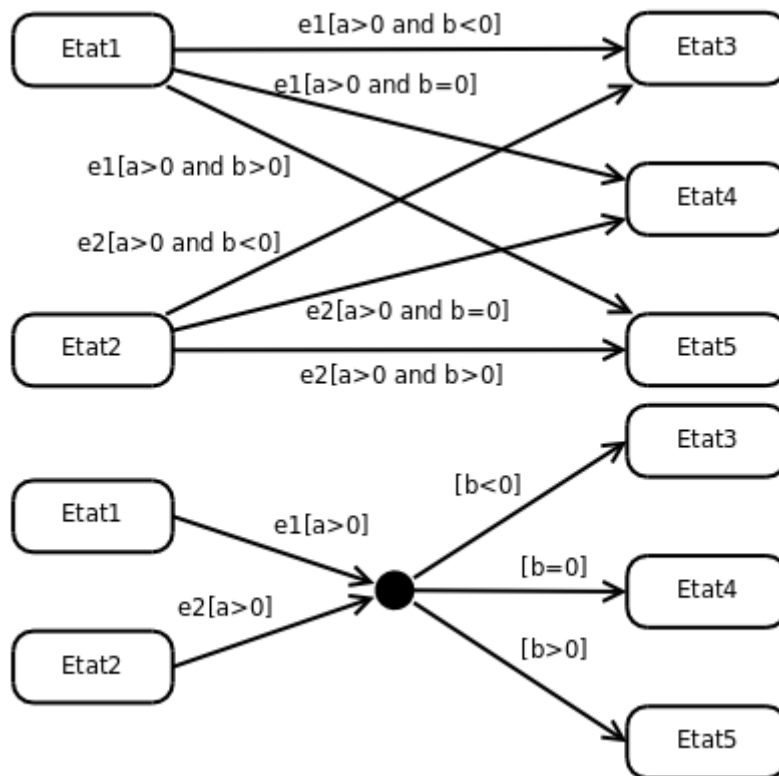 Etat1
e1[a>0 and b<0]
Etat3
e1[a>0 and b=0]
e1[a>0 and b>0]
Etat4
e2[a>0 and b<0]
e2[a>0 and b=0]
Etat2
Etat5
e2[a>0 and b>0]
Etat3
[b<0]
Etat1
e1[a>0]
[b=0]
Etat4
e2[a>0]
[b>0]
Etat2
Etat5